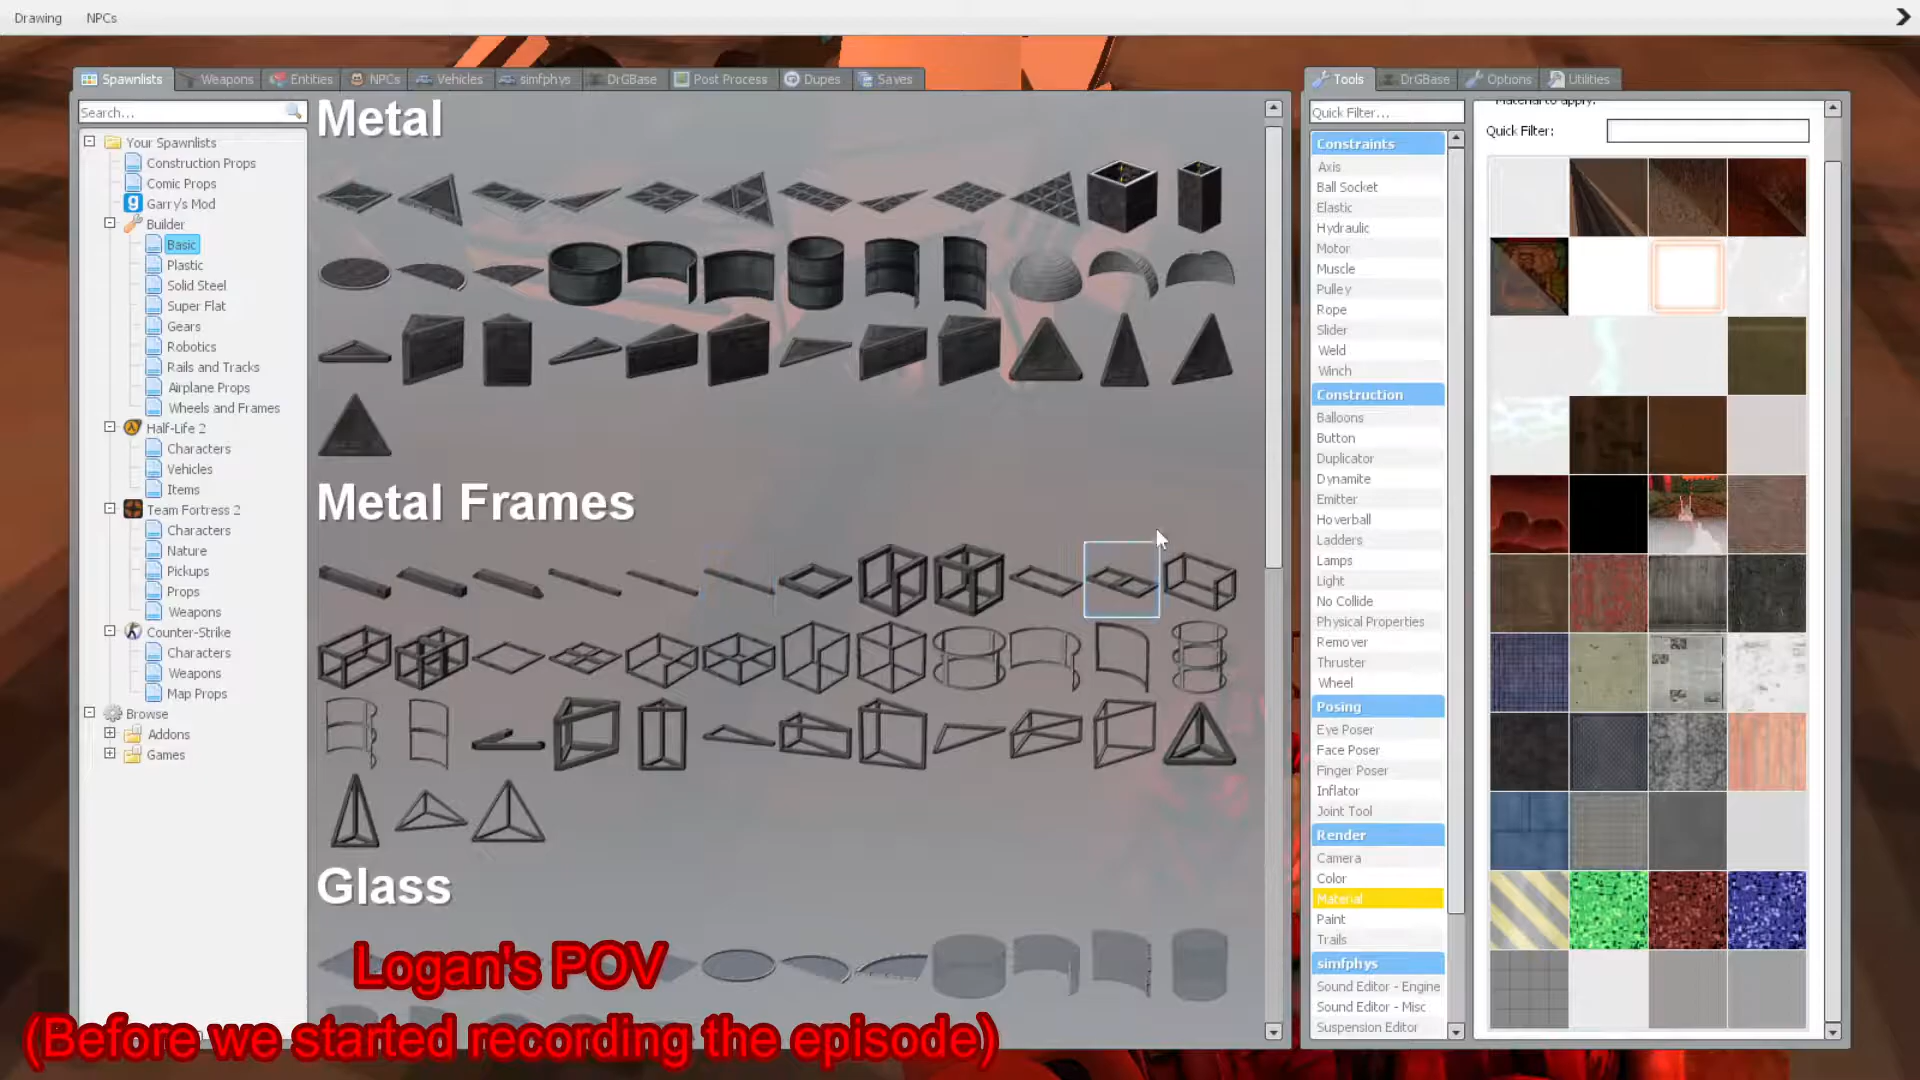 Drawing NPCs
Spawnlists Weapons Entities NPCs Vehicles simfphys DrGBase Post Process Dupes Saves
Search...
Your Spawnlists
Construction Props
Comic Props
Garry's Mod
Builder
Basic
Plastic
Solid Steel
Super Flat
Gears
Robotics
Rails and Tracks
Airplane Props
Wheels and Frames
Half-Life 2
Characters
Vehicles
Items
Team Fortress 2
Characters
Nature
Pickups
Props
Weapons
Counter-Strike
Characters
Weapons
Map Props
Browse
Addons
Games
Metal
Metal Frames
Glass
Tools DrGBase Options Utilities
Quick Filter...
Constraints
Axis
Ball Socket
Elastic
Hydraulic
Motor
Muscle
Pulley
Rope
Slider
Weld
Winch
Construction
Balloons
Button
Duplicator
Dynamite
Emitter
Hoverball
Ladders
Lamps
Light
No Collide
Physical Properties
Remover
Thruster
Wheel
Posing
Eye Poser
Face Poser
Finger Poser
Inflator
Joint Tool
Render
Camera
Color
Material
Paint
Trails
simfphys
Sound Editor - Engine
Sound Editor - Misc
Suspension Editor
Material to apply:
Quick Filter:
Logan's POV
(Before we started recording the episode)